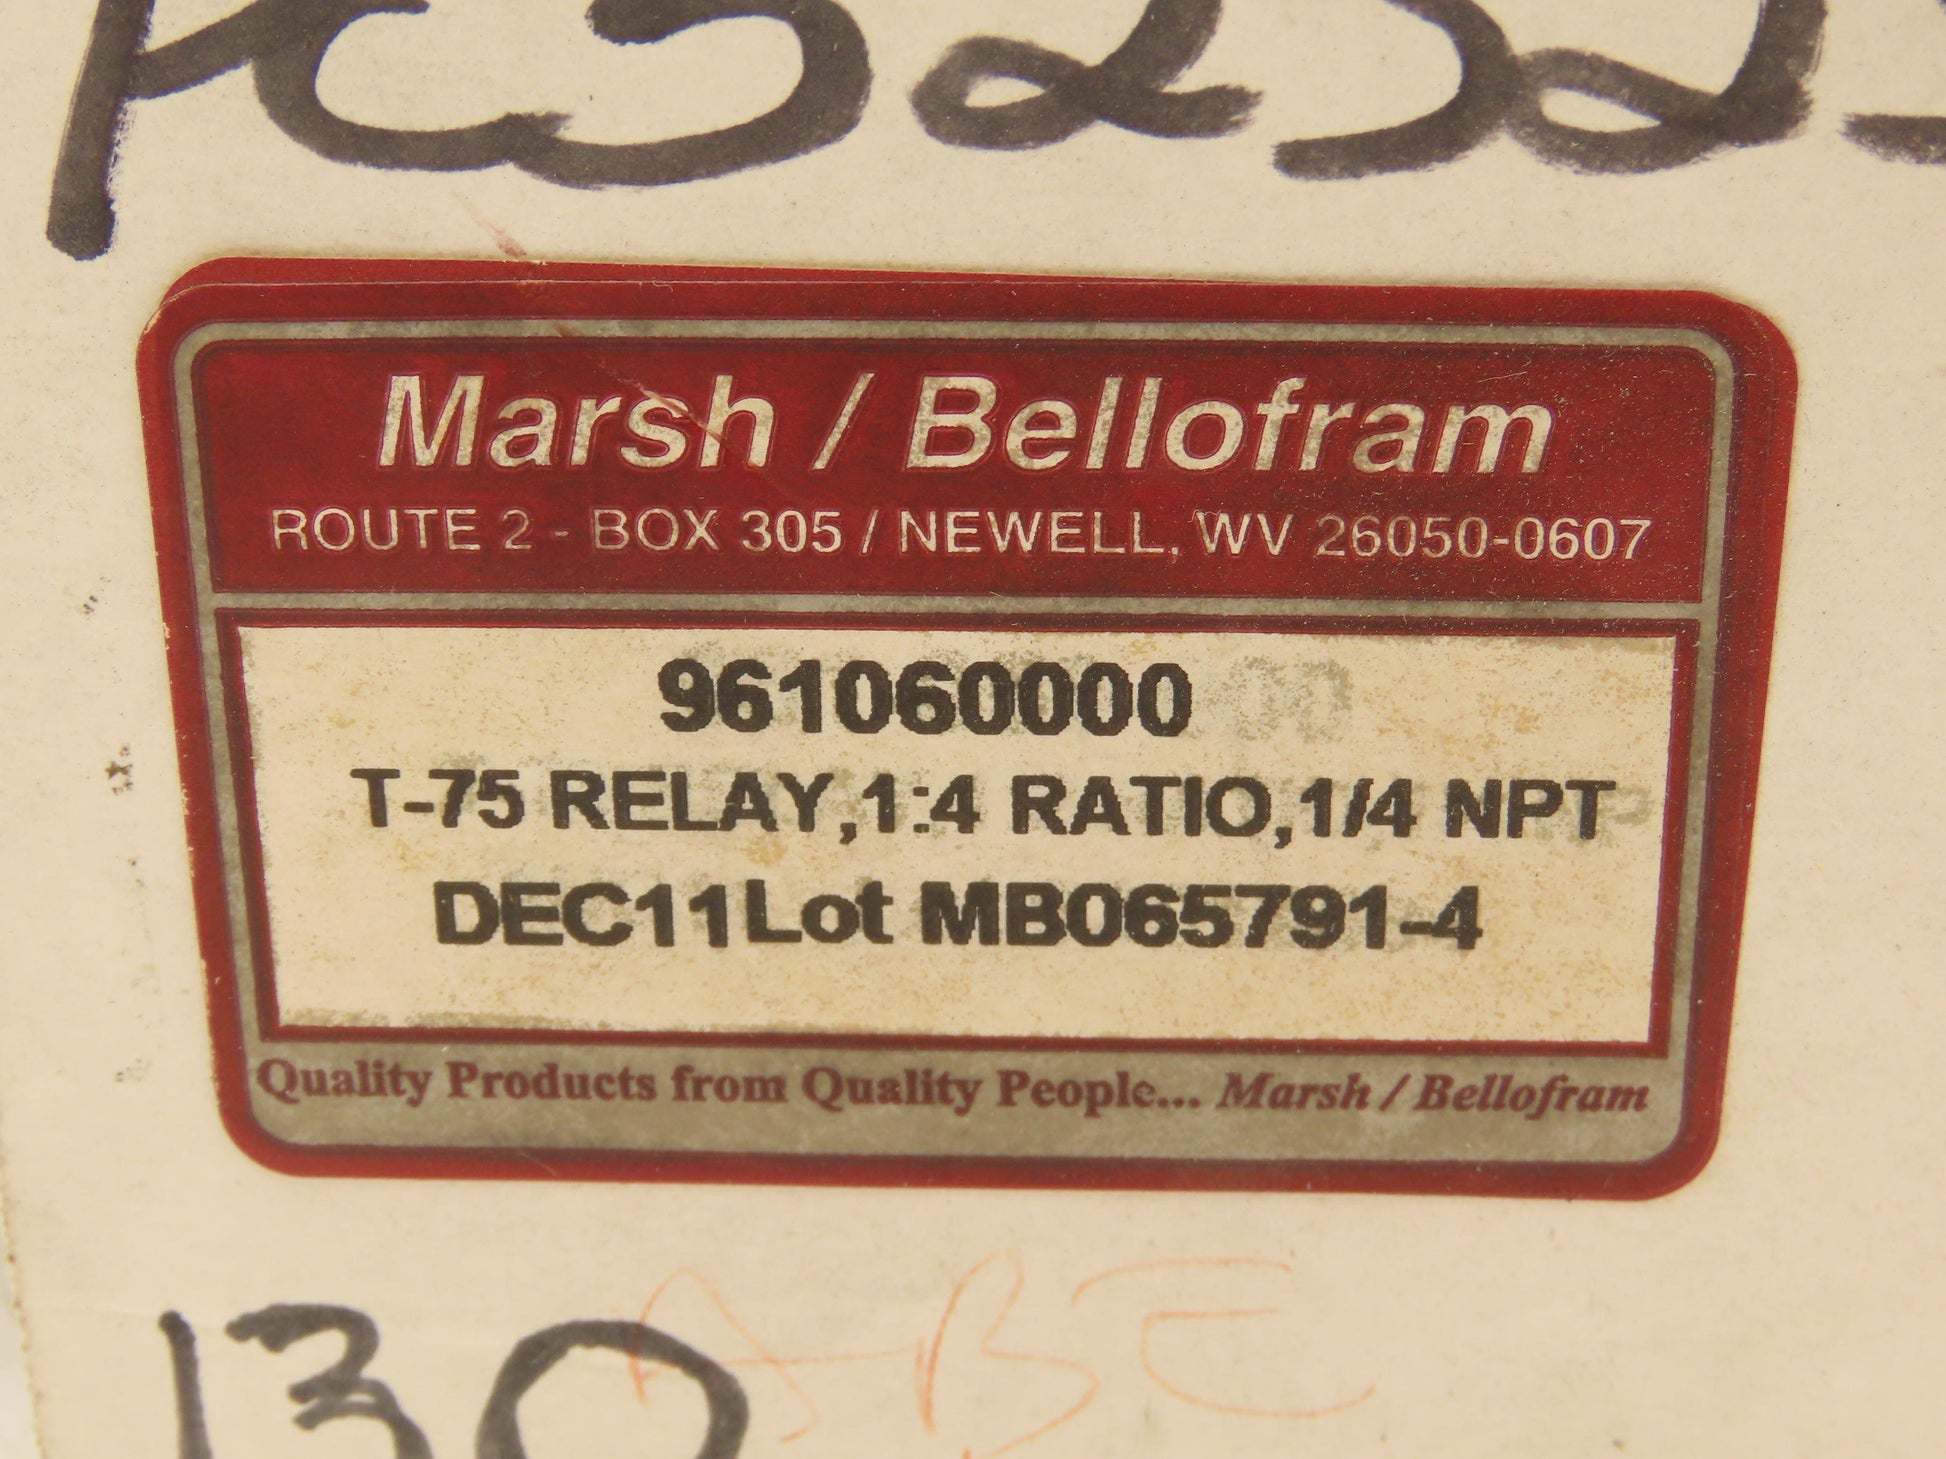 Marsh / Bellofram
ROUTE 2 - BOX 305 / NEWELL, WV 26050-0607
961060000
T-75 RELAY,1:4 RATIO,1/4 NPT
DEC11Lot MB065791-4
Quality Products from Quality People... Marsh / Bellofram
130